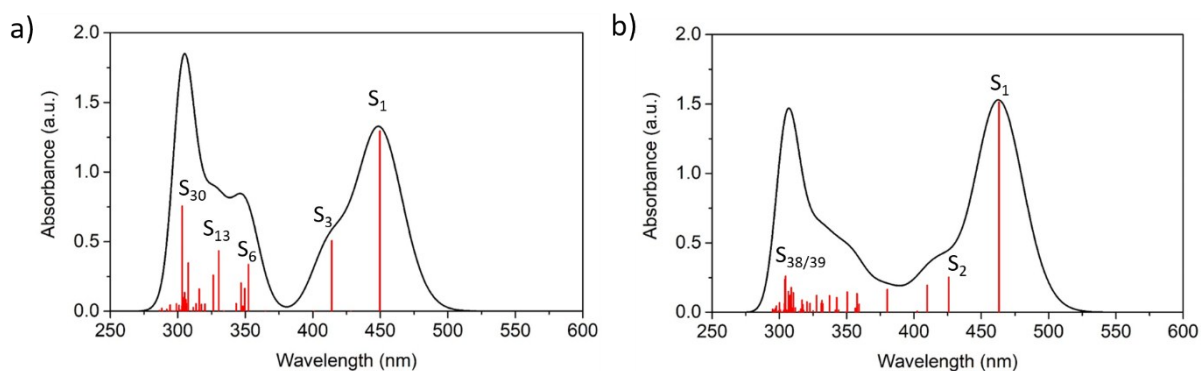 a)
2.0
1.5
1.0
0.5
0.0
Absorbance (a.u.)
S1
S3
S6
S13
S30
250 300 350 400 450 500 550 600
Wavelength (nm)
b)
2.0
1.5
1.0
0.5
0.0
Absorbance (a.u.)
S1
S2
S38/39
250 300 350 400 450 500 550 600
Wavelength (nm)